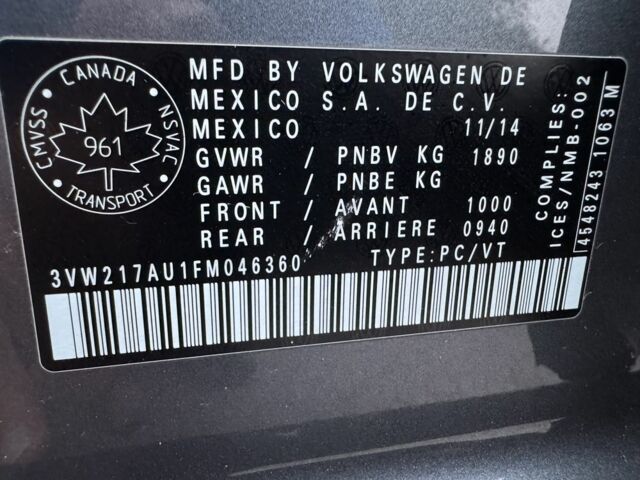 CANADA
CMVSS
NSVAC
961
TRANSPORT
MFD BY VOLKSWAGEN DE
MEXICO S.A. DE C.V.
MEXICO 11/14
GVWR / PNBV KG 1890
GAWR / PNBE KG
FRONT / AVANT 1000
REAR / ARRIERE 0940
3VW217AU1FM046360 TYPE:PC/VT
COMPLIES:
ICES/NMB-002
4548243 1063 M